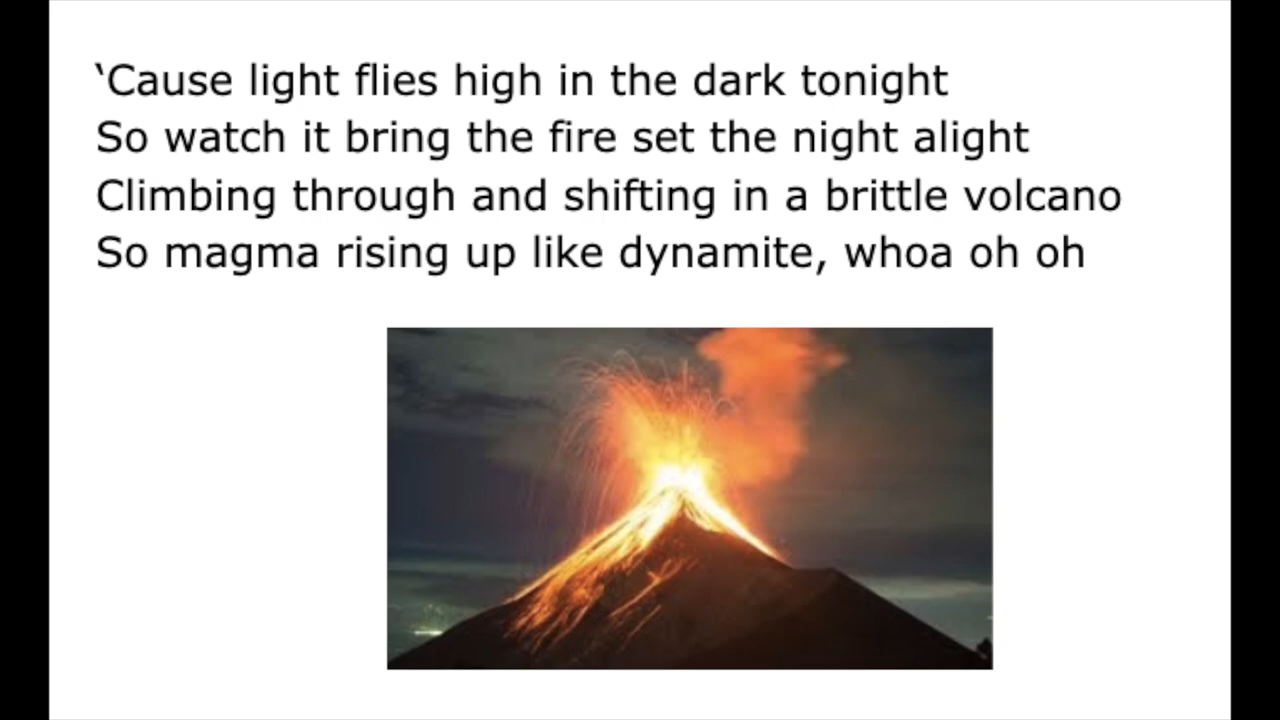 ‘Cause light flies high in the dark tonight
So watch it bring the fire set the night alight
Climbing through and shifting in a brittle volcano
So magma rising up like dynamite, whoa oh oh